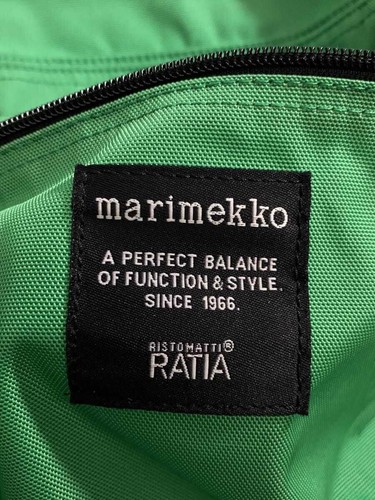 marimekko
A PERFECT BALANCE
OF FUNCTION & STYLE.
SINCE 1966.
RISTOMATTI®
RATIA